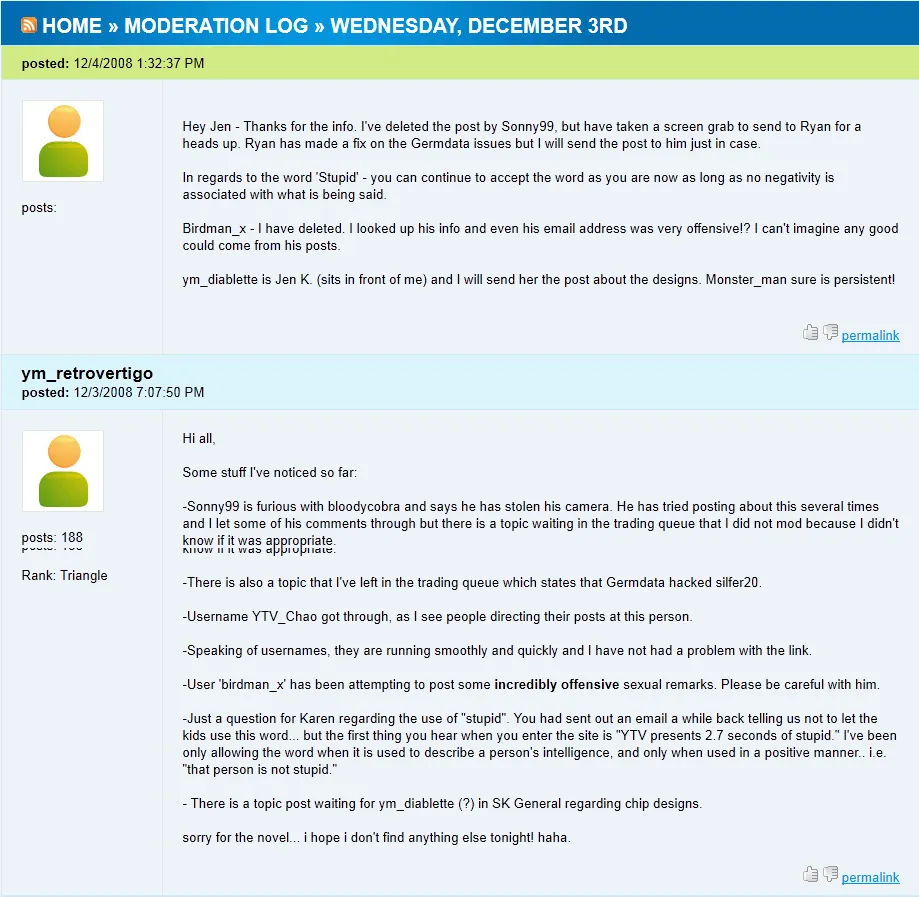 HOME » MODERATION LOG » WEDNESDAY, DECEMBER 3RD
posted: 12/4/2008 1:32:37 PM
posts:
Hey Jen - Thanks for the info. I've deleted the post by Sonny99, but have taken a screen grab to send to Ryan for a
heads up. Ryan has made a fix on the Germdata issues but I will send the post to him just in case.
In regards to the word 'Stupid' - you can continue to accept the word as you are now as long as no negativity is
associated with what is being said.
Birdman_x - I have deleted. I looked up his info and even his email address was very offensive!? I can't imagine any good
could come from his posts.
ym_diablette is Jen K. (sits in front of me) and I will send her the post about the designs. Monster_man sure is persistent!
permalink
ym_retrovertigo
posted: 12/3/2008 7:07:50 PM
posts: 188
posts: 188
Rank: Triangle
Hi all,
Some stuff I've noticed so far:
-Sonny99 is furious with bloodycobra and says he has stolen his camera. He has tried posting about this several times
and I let some of his comments through but there is a topic waiting in the trading queue that I did not mod because I didn't
know if it was appropriate.
know if it was appropriate.
-There is also a topic that I've left in the trading queue which states that Germdata hacked silfer20.
-Username YTV_Chao got through, as I see people directing their posts at this person.
-Speaking of usernames, they are running smoothly and quickly and I have not had a problem with the link.
-User 'birdman_x' has been attempting to post some incredibly offensive sexual remarks. Please be careful with him.
-Just a question for Karen regarding the use of "stupid". You had sent out an email a while back telling us not to let the
kids use this word... but the first thing you hear when you enter the site is "YTV presents 2.7 seconds of stupid." I've been
only allowing the word when it is used to describe a person's intelligence, and only when used in a positive manner.. i.e.
"that person is not stupid."
- There is a topic post waiting for ym_diablette (?) in SK General regarding chip designs.
sorry for the novel... i hope i don't find anything else tonight! haha.
permalink